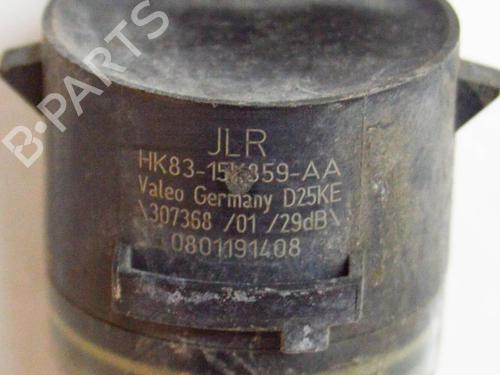 B-PARTS
JLR
HK83-15K859-AA
Valeo Germany D25KE
\307368 /01 /29dB\
0801191408